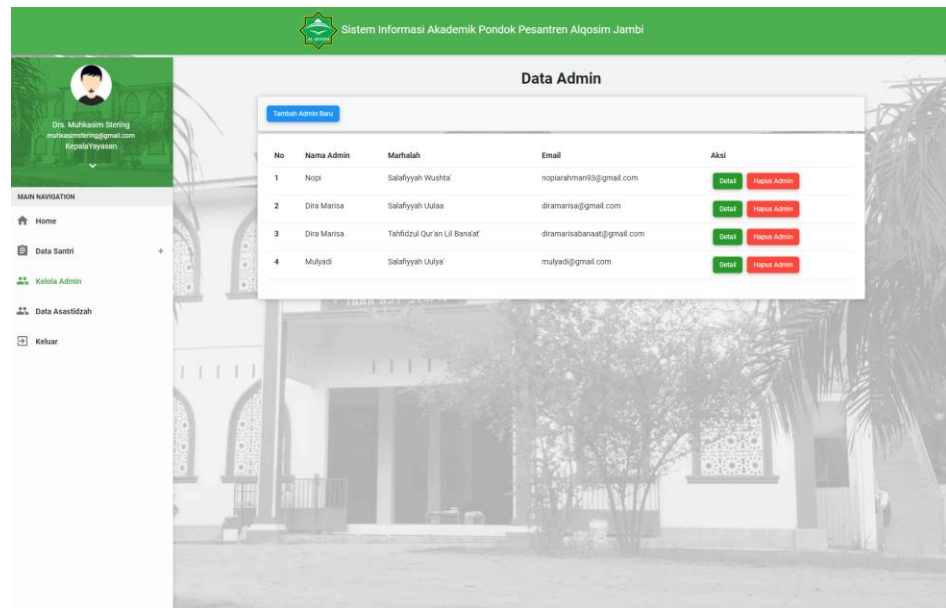 Sistem Informasi Akademik Pondok Pesantren Alqosim Jambi
Drs. Muhkasim Stering
muhkasimstering@gmail.com
KepalaYayasan
MAIN NAVIGATION
Home
Data Santri +
Kelola Admin
Data Asastidzah
Keluar
Data Admin
Tambah Admin Baru
No Nama Admin Marhalah Email Aksi
1 Nopi Salafiyyah Wushta' nopiarahman93@gmail.com Detail Hapus Admin
2 Dira Marisa Salafiyyah Uulaa diramarisa@gmail.com Detail Hapus Admin
3 Dira Marisa Tahfidzul Qur'an Lil Bana'at' diramarisabanaat@gmail.com Detail Hapus Admin
4 Mulyadi Salafiyyah Uulya' mulyadi@gmail.com Detail Hapus Admin